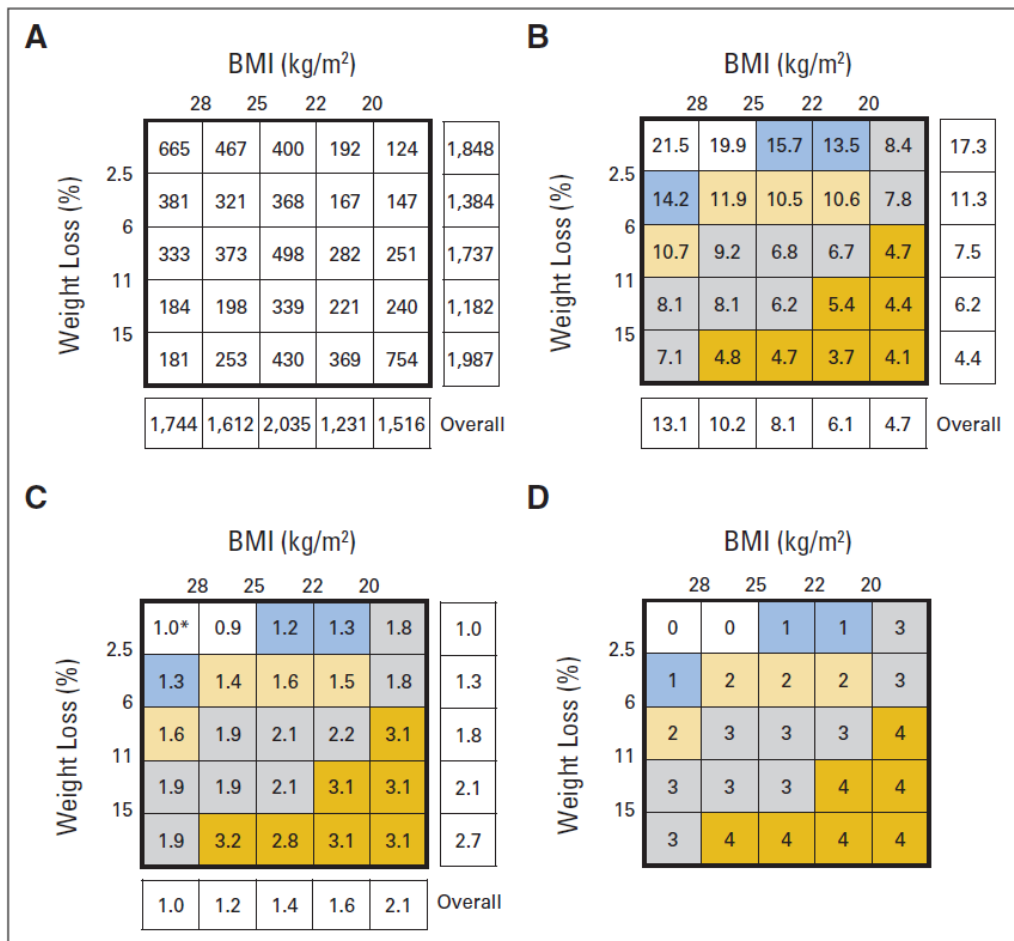 A
BMI (kg/m²)
28 25 22 20
665 467 400 192 124 1,848
2.5
381 321 368 167 147 1,384
6
333 373 498 282 251 1,737
11
184 198 339 221 240 1,182
15
181 253 430 369 754 1,987
1,744 1,612 2,035 1,231 1,516 Overall
Weight Loss (%)
B
BMI (kg/m²)
28 25 22 20
21.5 19.9 15.7 13.5 8.4 17.3
2.5
14.2 11.9 10.5 10.6 7.8 11.3
6
10.7 9.2 6.8 6.7 4.7 7.5
11
8.1 8.1 6.2 5.4 4.4 6.2
15
7.1 4.8 4.7 3.7 4.1 4.4
13.1 10.2 8.1 6.1 4.7 Overall
Weight Loss (%)
C
BMI (kg/m²)
28 25 22 20
1.0* 0.9 1.2 1.3 1.8 1.0
2.5
1.3 1.4 1.6 1.5 1.8 1.3
6
1.6 1.9 2.1 2.2 3.1 1.8
11
1.9 1.9 2.1 3.1 3.1 2.1
15
1.9 3.2 2.8 3.1 3.1 2.7
1.0 1.2 1.4 1.6 2.1 Overall
Weight Loss (%)
D
BMI (kg/m²)
28 25 22 20
0 0 1 1 3
2.5
1 2 2 2 3
6
2 3 3 3 4
11
3 3 3 4 4
15
3 4 4 4 4
Weight Loss (%)